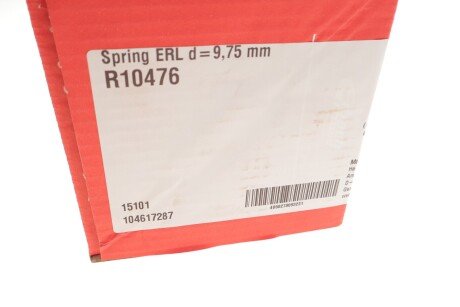 Spring ERL d=9,75 mm
R10476
15101
104617287